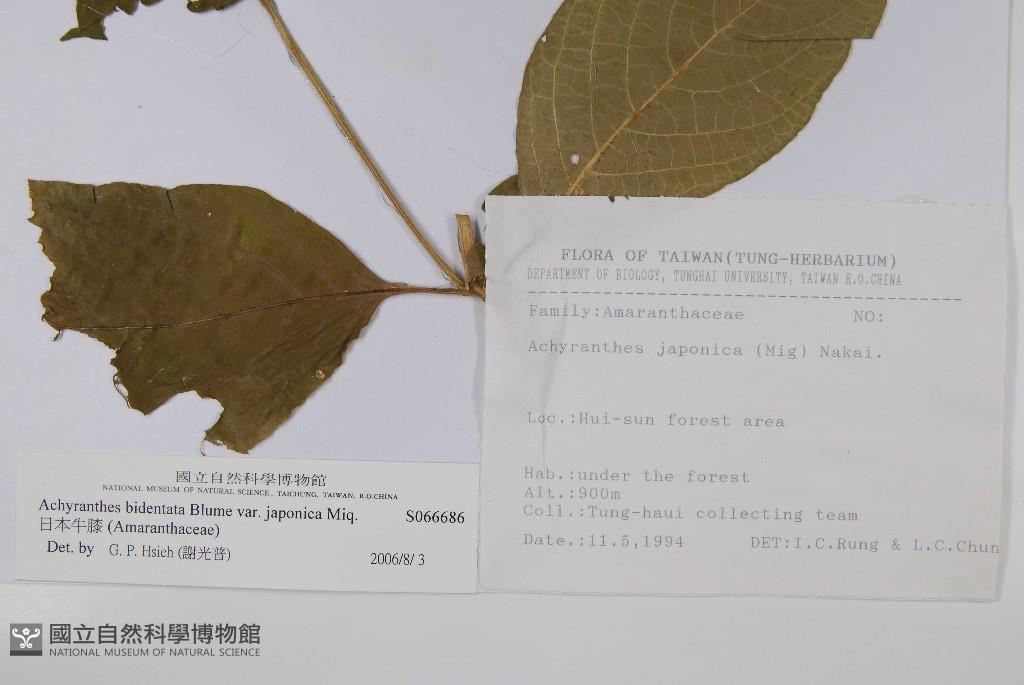 FLORA OF TAIWAN(TUNG-HERBARIUM)
DEPARTMENT OF BIOLOGY, TUNGHAI UNIVERSITY, TAIWAN R.O.CHINA
Family:Amaranthaceae NO:
Achyranthes japonica (Mig) Nakai.
Loc.:Hui-sun forest area
Hab.:under the forest
Alt.:900m
Coll.:Tung-haui collecting team
Date.:11.5,1994 DET:I.C.Rung & L.C.Chun
國立自然科學博物館
NATIONAL MUSEUM OF NATURAL SCIENCE, TAICHUNG, TAIWAN, R.O.CHINA
Achyranthes bidentata Blume var. japonica Miq. S066686
日本牛膝 (Amaranthaceae)
Det. by G. P. Hsieh (謝光普)
2006/8/ 3
國立自然科學博物館
NATIONAL MUSEUM OF NATURAL SCIENCE